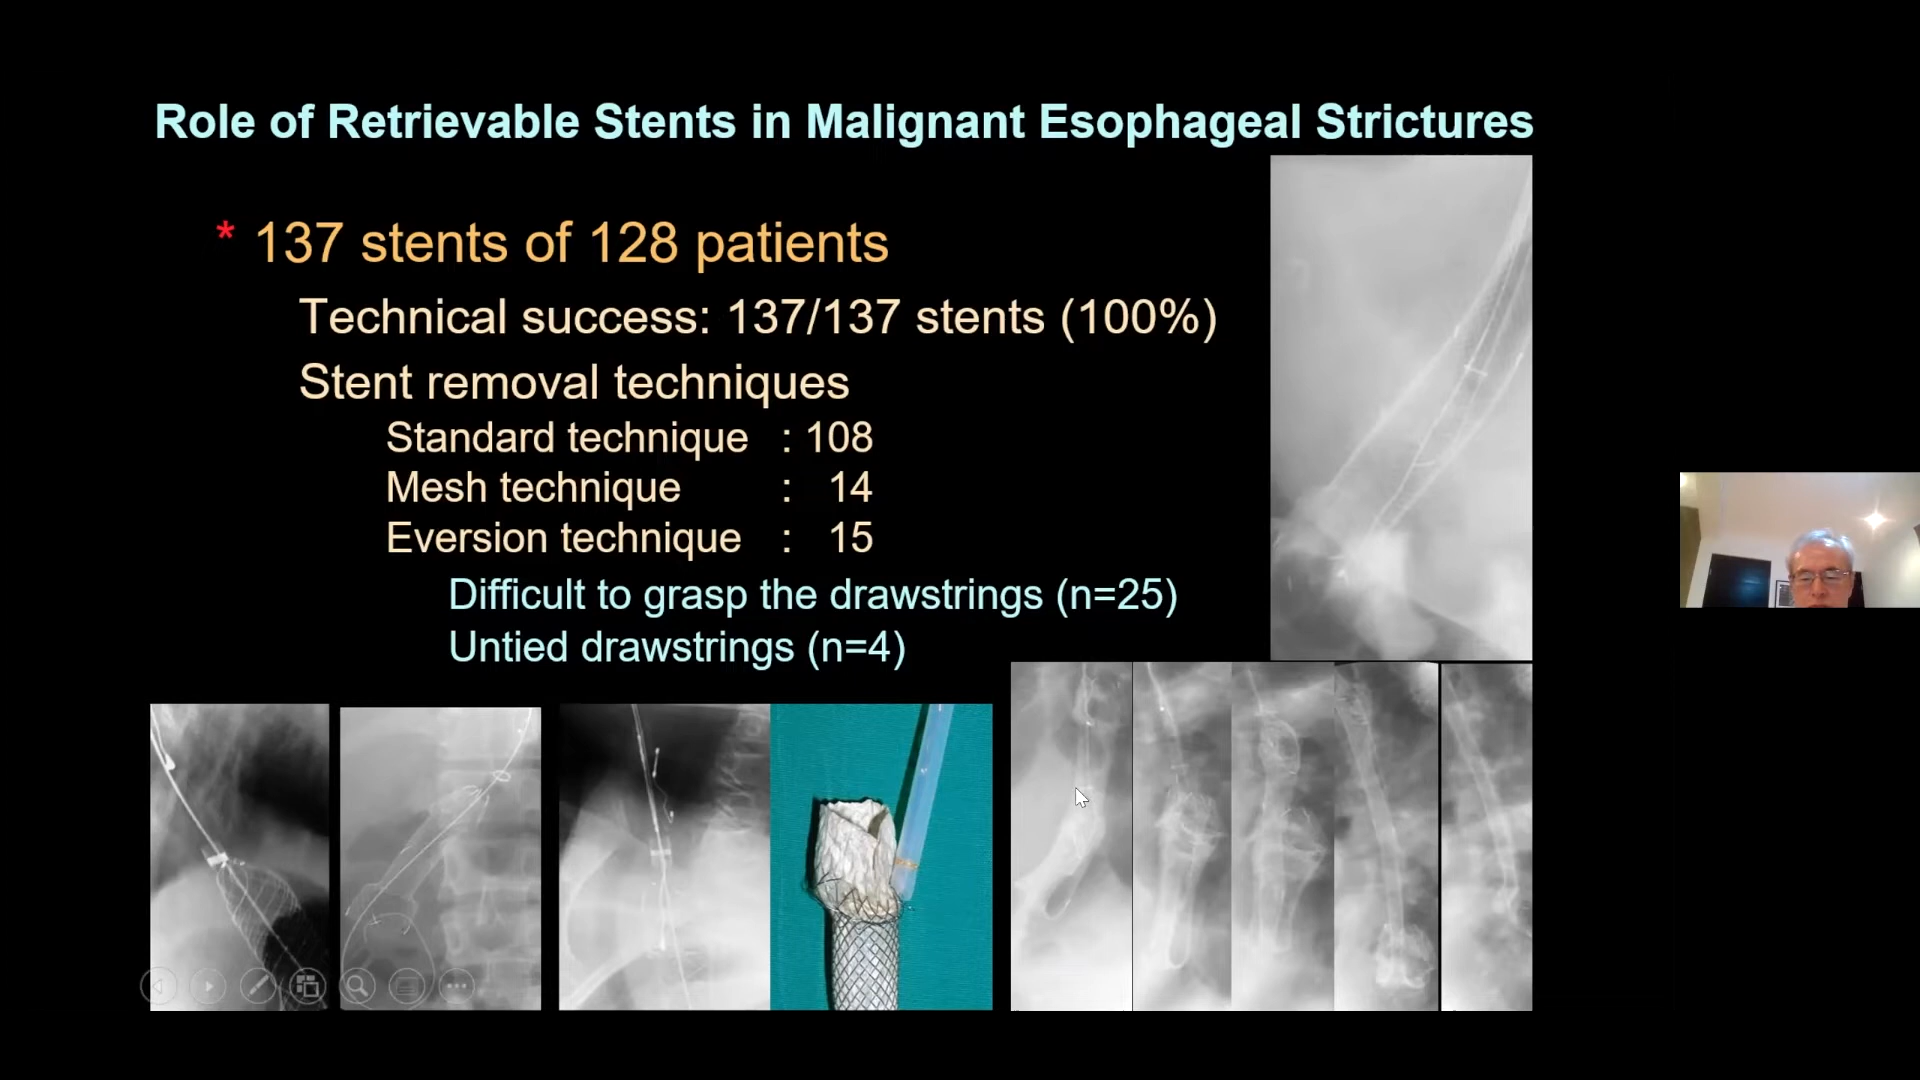 Role of Retrievable Stents in Malignant Esophageal Strictures
* 137 stents of 128 patients
Technical success: 137/137 stents (100%)
Stent removal techniques
Standard technique : 108
Mesh technique : 14
Eversion technique : 15
Difficult to grasp the drawstrings (n=25)
Untied drawstrings (n=4)